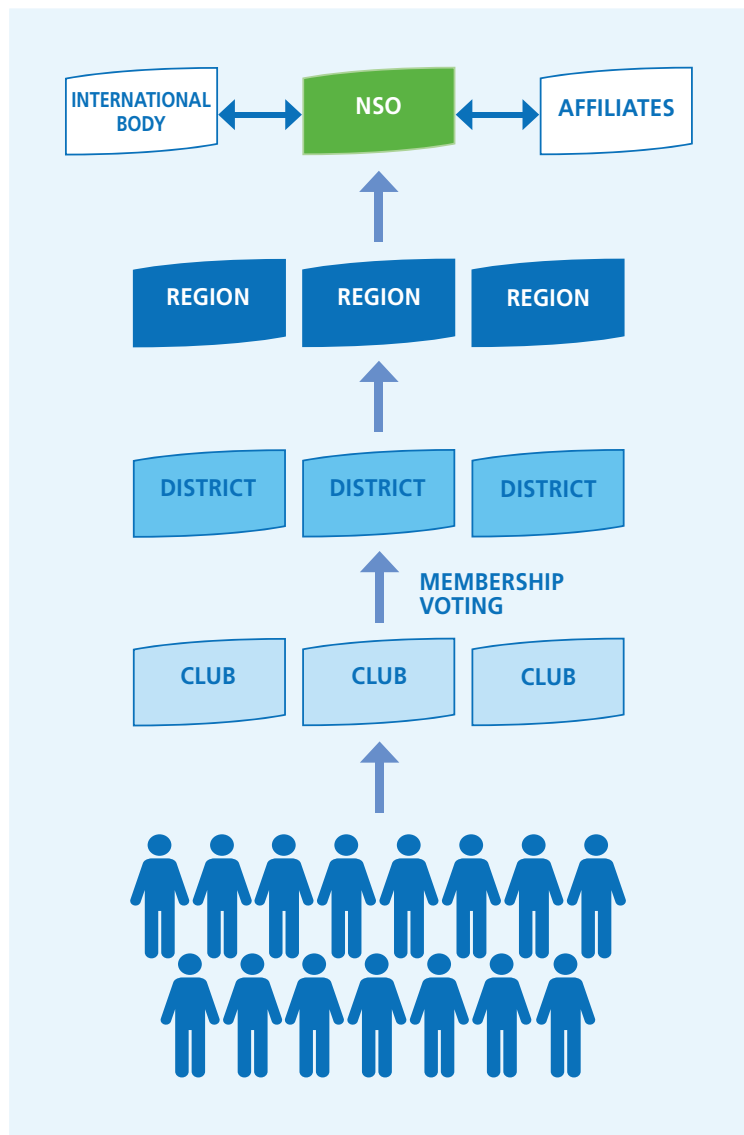 INTERNATIONAL
BODY
NSO
AFFILIATES
REGION
REGION
REGION
DISTRICT
DISTRICT
DISTRICT
MEMBERSHIP
VOTING
CLUB
CLUB
CLUB